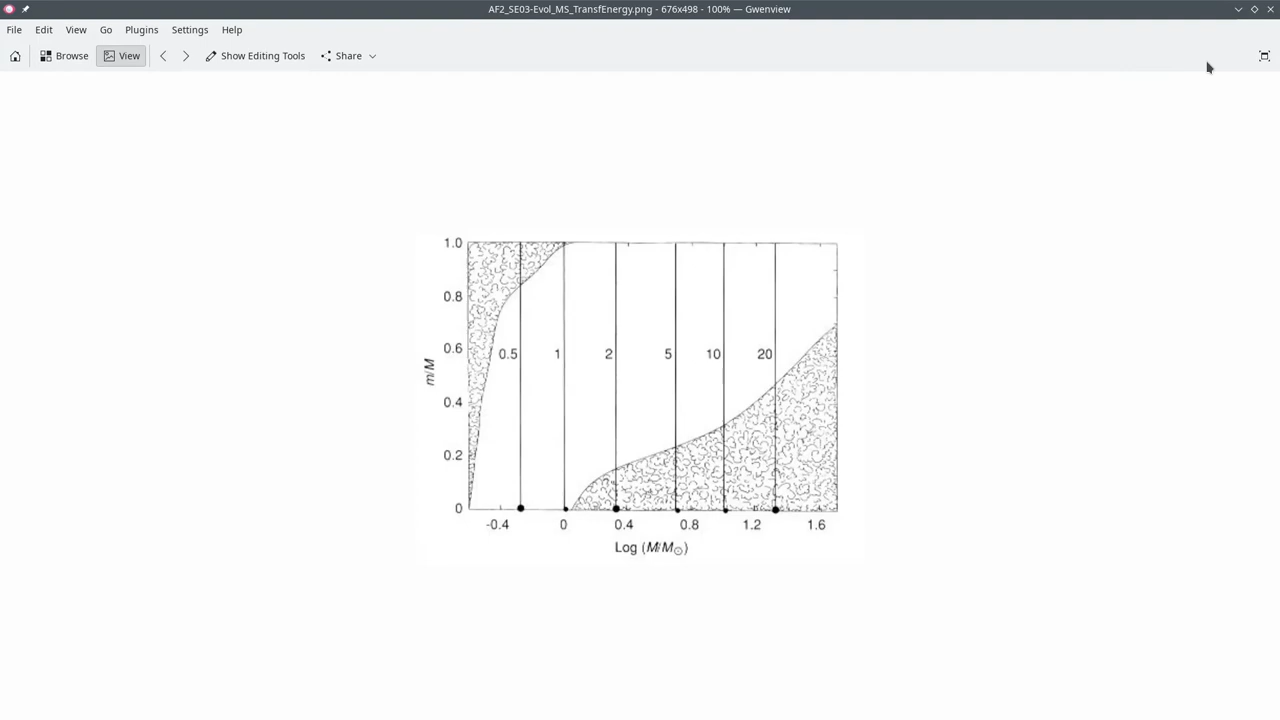 AF2_SE03-Evol_MS_TransfEnergy.png - 676x498 - 100% — Gwenview
File Edit View Go Plugins Settings Help
Browse View Show Editing Tools Share
1.0
0.8
0.6
0.4
0.2
0
m/M
0.5 1 2 5 10 20
-0.4 0 0.4 0.8 1.2 1.6
Log (M/M☉)